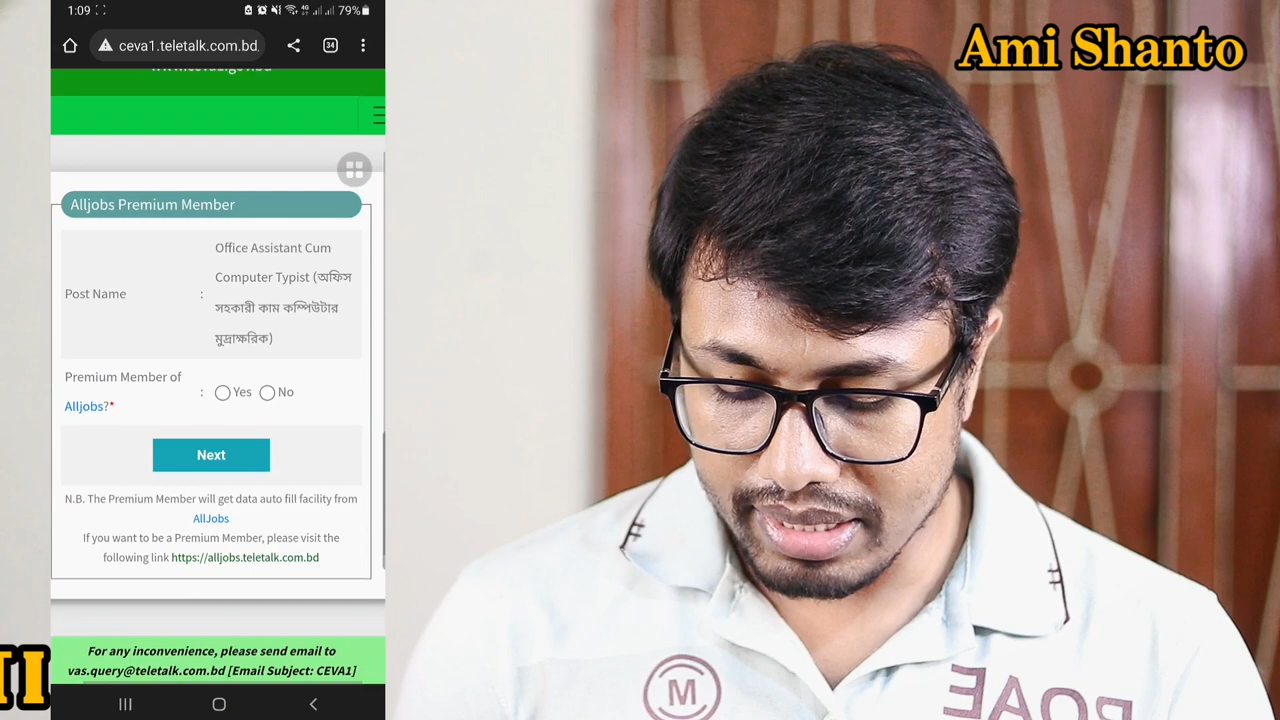 1:09
4G
79%
Ami Shanto
ceva1.teletalk.com.bd
34
Alljobs Premium Member
Office Assistant Cum
Computer Typist (অফিস
Post Name :
সহকারী কাম কম্পিউটার
মুদ্রাক্ষরিক)
Premium Member of
Alljobs?* : Yes No
Next
N.B. The Premium Member will get data auto fill facility from
AllJobs
If you want to be a Premium Member, please visit the
following link https://alljobs.teletalk.com.bd
For any inconvenience, please send email to
vas.query@teletalk.com.bd [Email Subject: CEVA1]
M